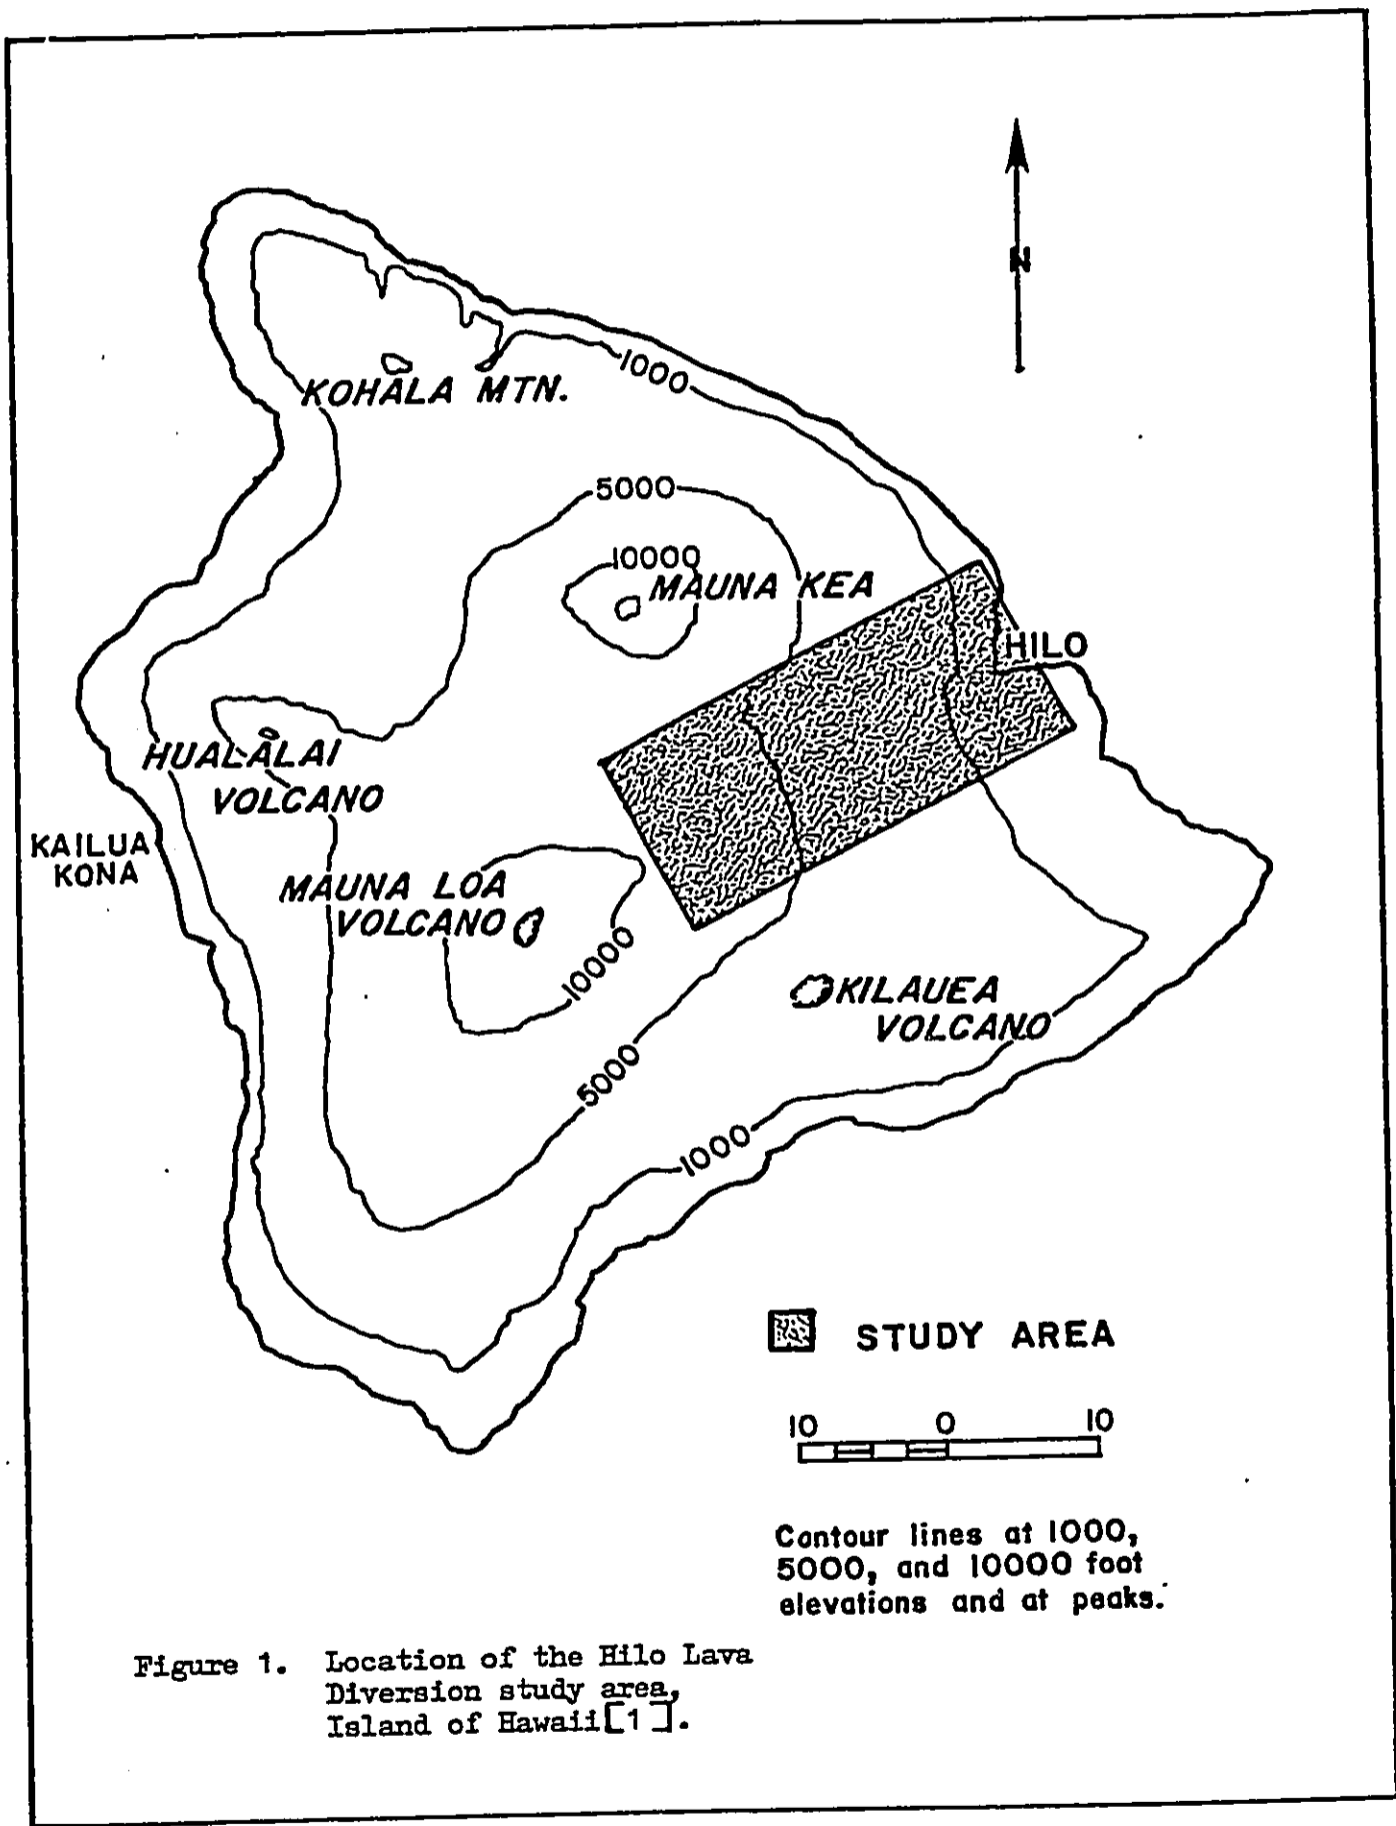 N
1000
KOHALA MTN.
5000
10000
MAUNA KEA
HILO
HUALĀLAI
VOLCANO
KAILUA
KONA
MAUNA LOA
VOLCANO
10000
KILAUEA
VOLCANO
5000
1000
STUDY AREA
10 0 10
Contour lines at 1000,
5000, and 10000 foot
elevations and at peaks.
Figure 1. Location of the Hilo Lava
Diversion study area,
Island of Hawaii[1].